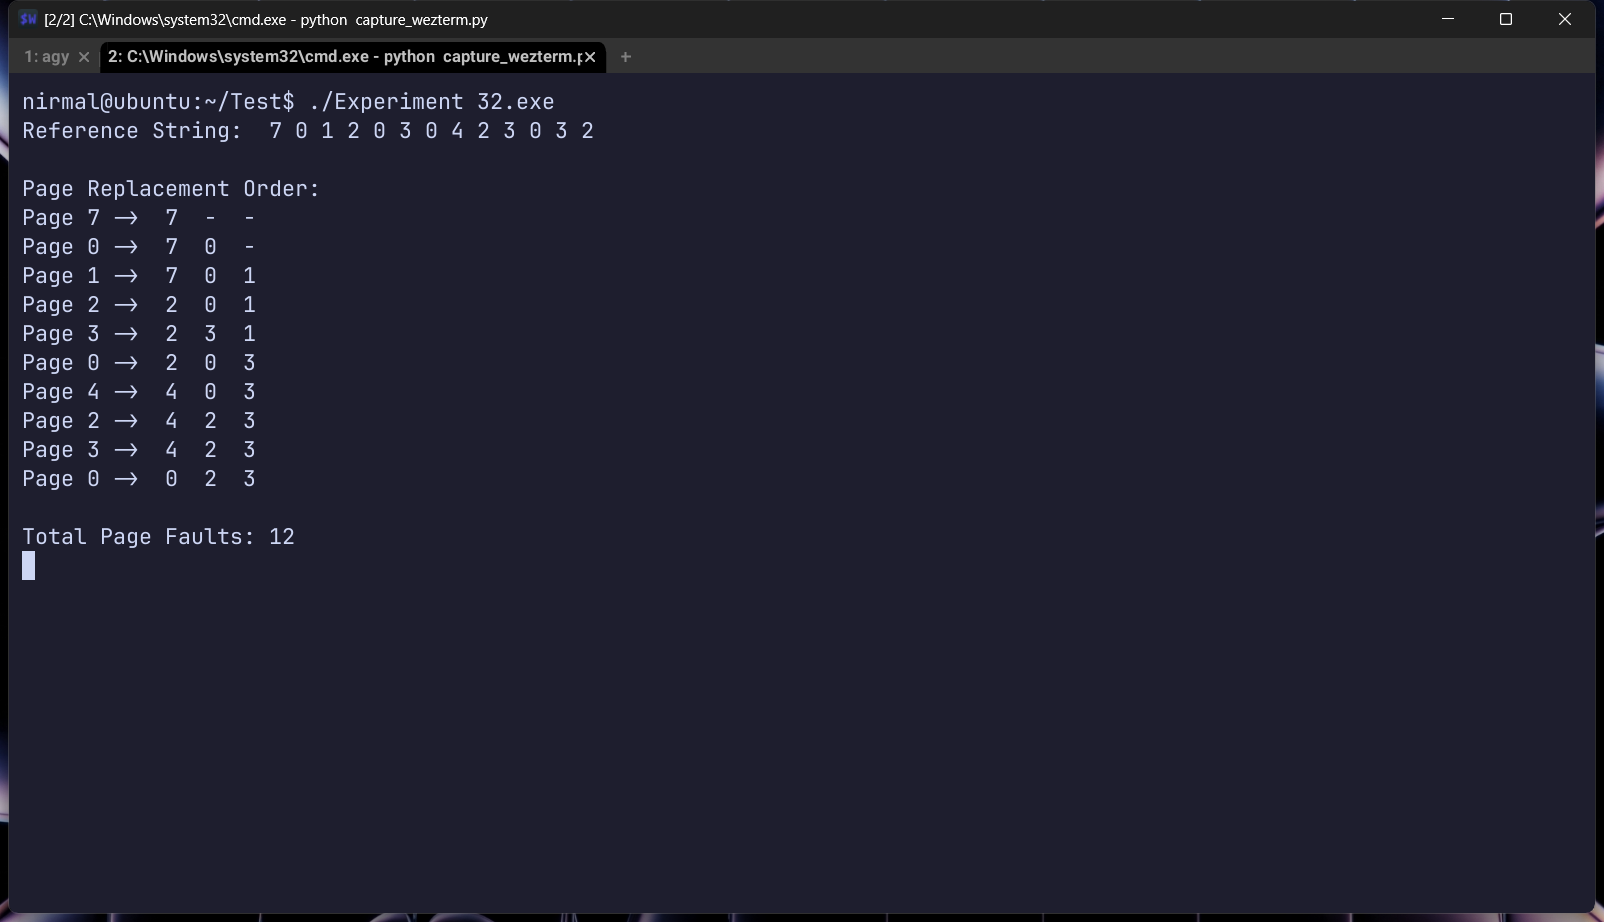 [2/2] C:\Windows\system32\cmd.exe - python  capture_wezterm.py
1: agy × 2: C:\Windows\system32\cmd.exe - python  capture_wezterm.p× +
nirmal@ubuntu:~/Test$ ./Experiment 32.exe
Reference String:  7 0 1 2 0 3 0 4 2 3 0 3 2
Page Replacement Order:
Page 7 ->  7  -  -
Page 0 ->  7  0  -
Page 1 ->  7  0  1
Page 2 ->  2  0  1
Page 3 ->  2  3  1
Page 0 ->  2  0  3
Page 4 ->  4  0  3
Page 2 ->  4  2  3
Page 3 ->  4  2  3
Page 0 ->  0  2  3
Total Page Faults: 12